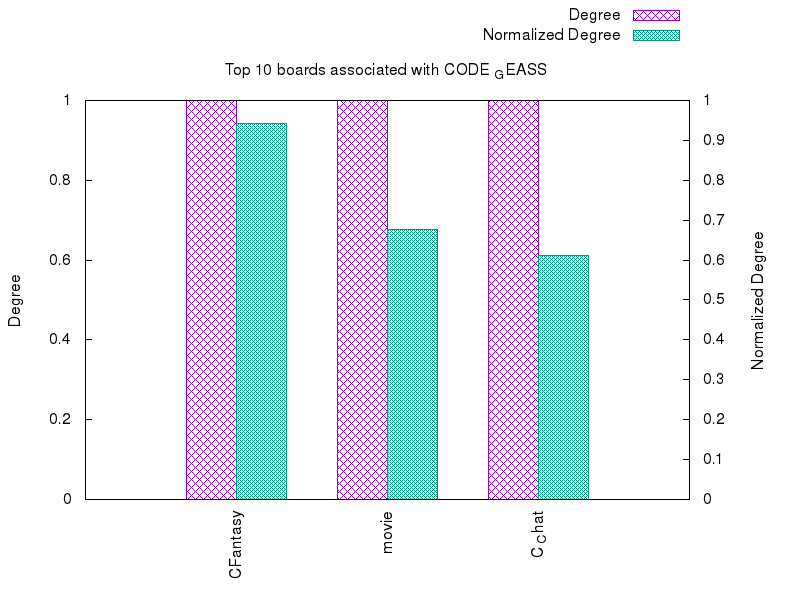 Degree
Normalized Degree
Top 10 boards associated with CODE GEASS
1
0.8
0.6
0.4
0.2
0
Degree
1
0.9
0.8
0.7
0.6
0.5
0.4
0.3
0.2
0.1
0
Normalized Degree
CFantasy
movie
C Chat